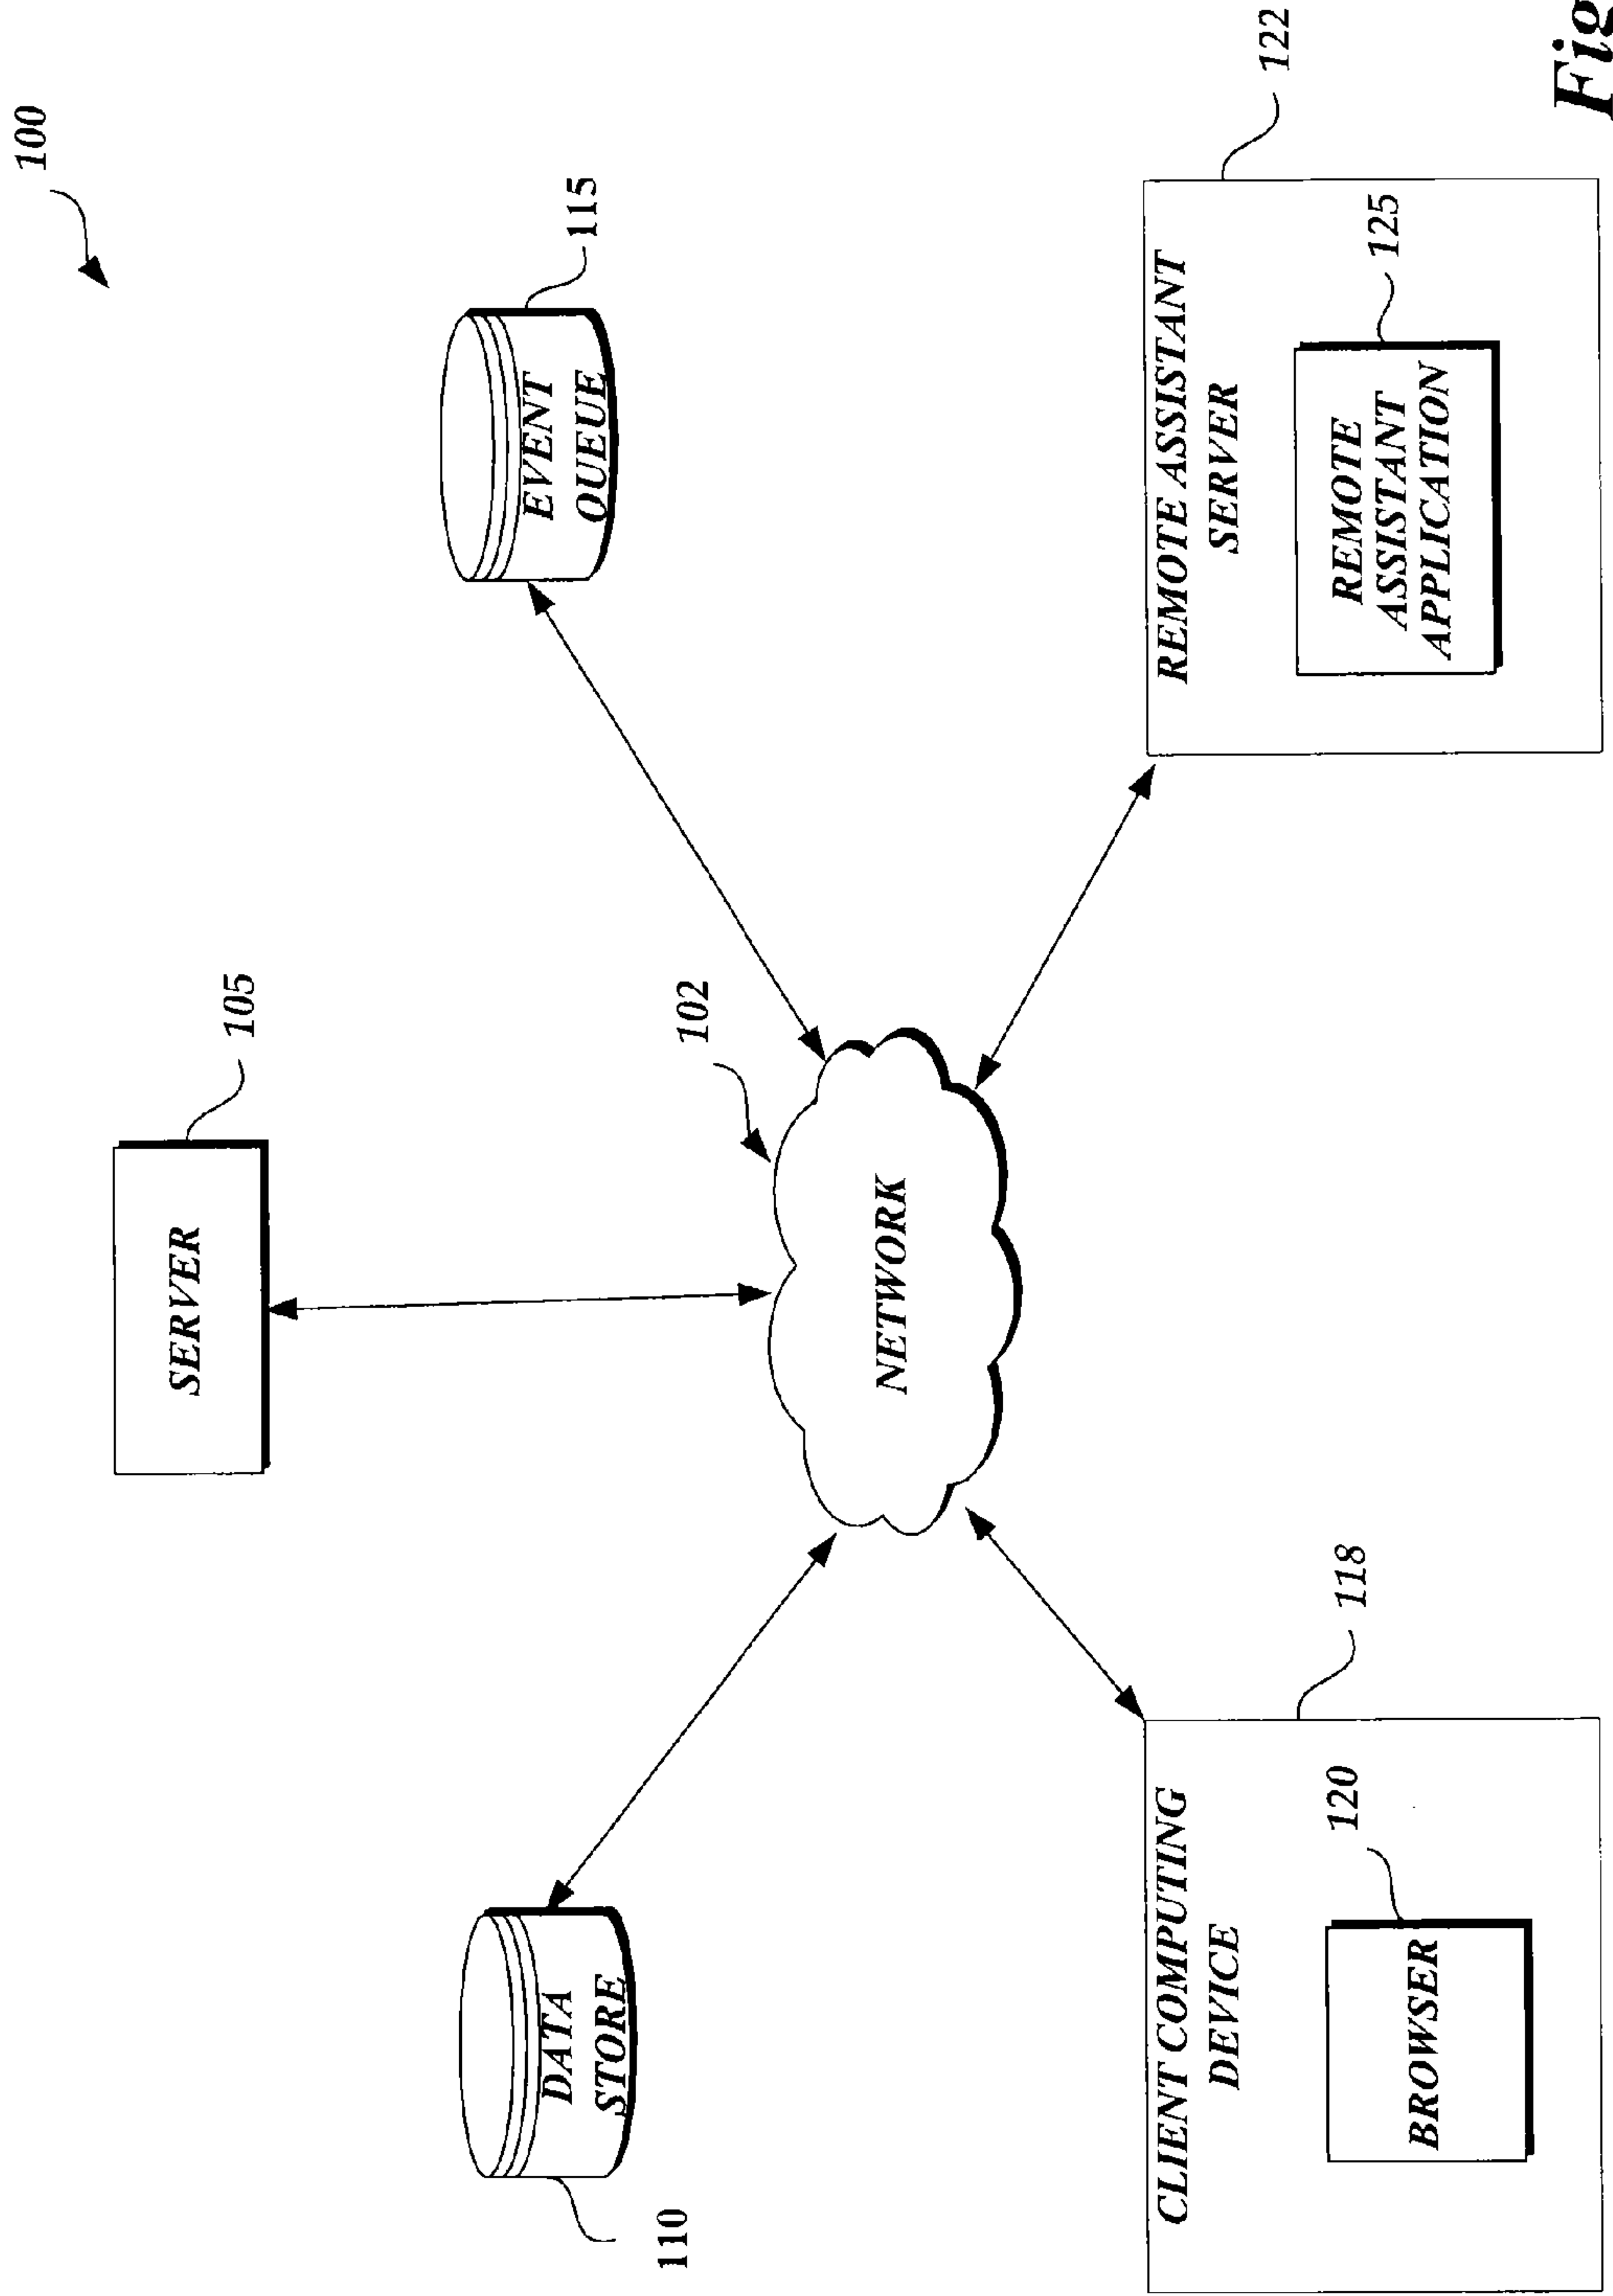 100
SERVER
105
DATA
STORE
110
EVENT
QUEUE
115
102
NETWORK
CLIENT COMPUTING
DEVICE
118
120
BROWSER
REMOTE ASSISTANT
SERVER
122
125
REMOTE
ASSISTANT
APPLICATION
Fig